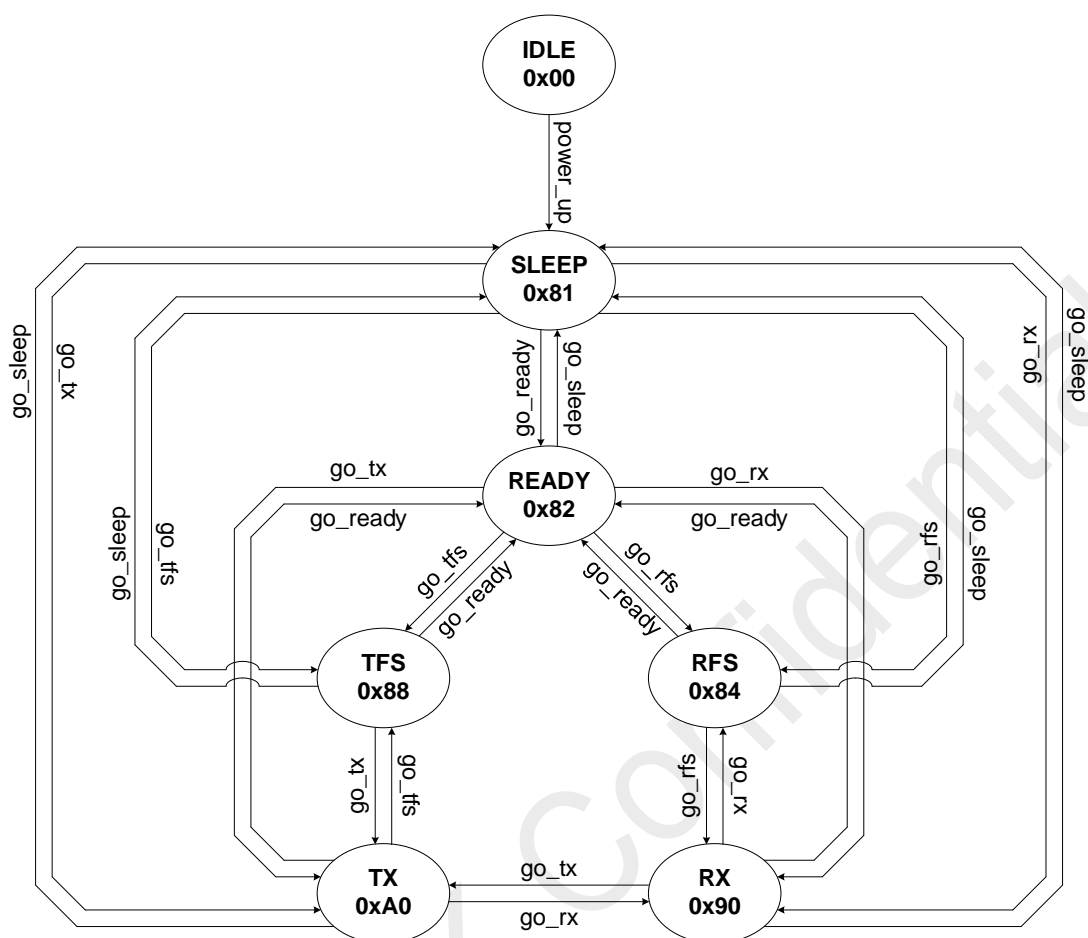 IDLE
0x00
power_up
SLEEP
0x81
go_sleep
go_tx
go_ready
go_sleep
go_rx
go_sleep
go_sleep
go_tfs
go_rfs
go_sleep
go_tx
go_ready
READY
0x82
go_rx
go_ready
go_tfs
go_ready
go_rfs
go_ready
TFS
0x88
RFS
0x84
go_tx
go_tfs
go_rfs
go_rx
TX
0xA0
go_tx
go_rx
RX
0x90
Confidential